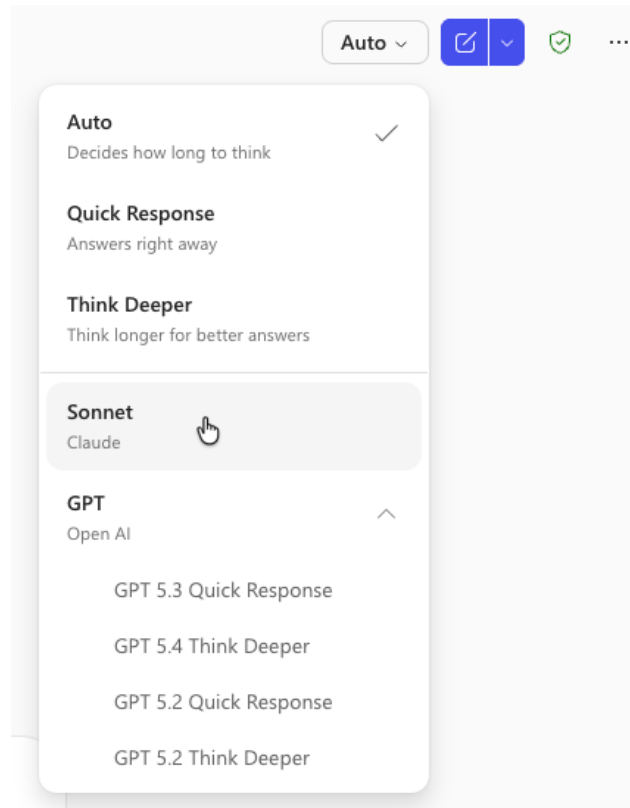 Auto
Auto
Decides how long to think
Quick Response
Answers right away
Think Deeper
Think longer for better answers
Sonnet
Claude
GPT
Open AI
GPT 5.3 Quick Response
GPT 5.4 Think Deeper
GPT 5.2 Quick Response
GPT 5.2 Think Deeper